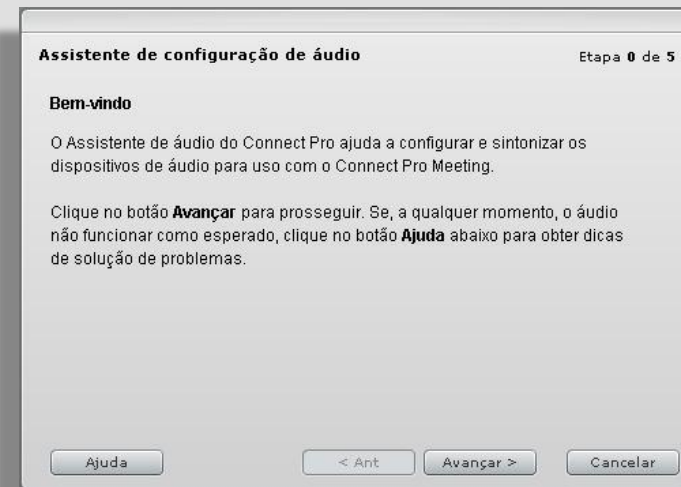 Assistente de configuração de áudio
Etapa 0 de 5
Bem-vindo
O Assistente de áudio do Connect Pro ajuda a configurar e sintonizar os
dispositivos de áudio para uso com o Connect Pro Meeting.
Clique no botão Avançar para prosseguir. Se, a qualquer momento, o áudio
não funcionar como esperado, clique no botão Ajuda abaixo para obter dicas
de solução de problemas.
Ajuda
< Ant
Avançar >
Cancelar